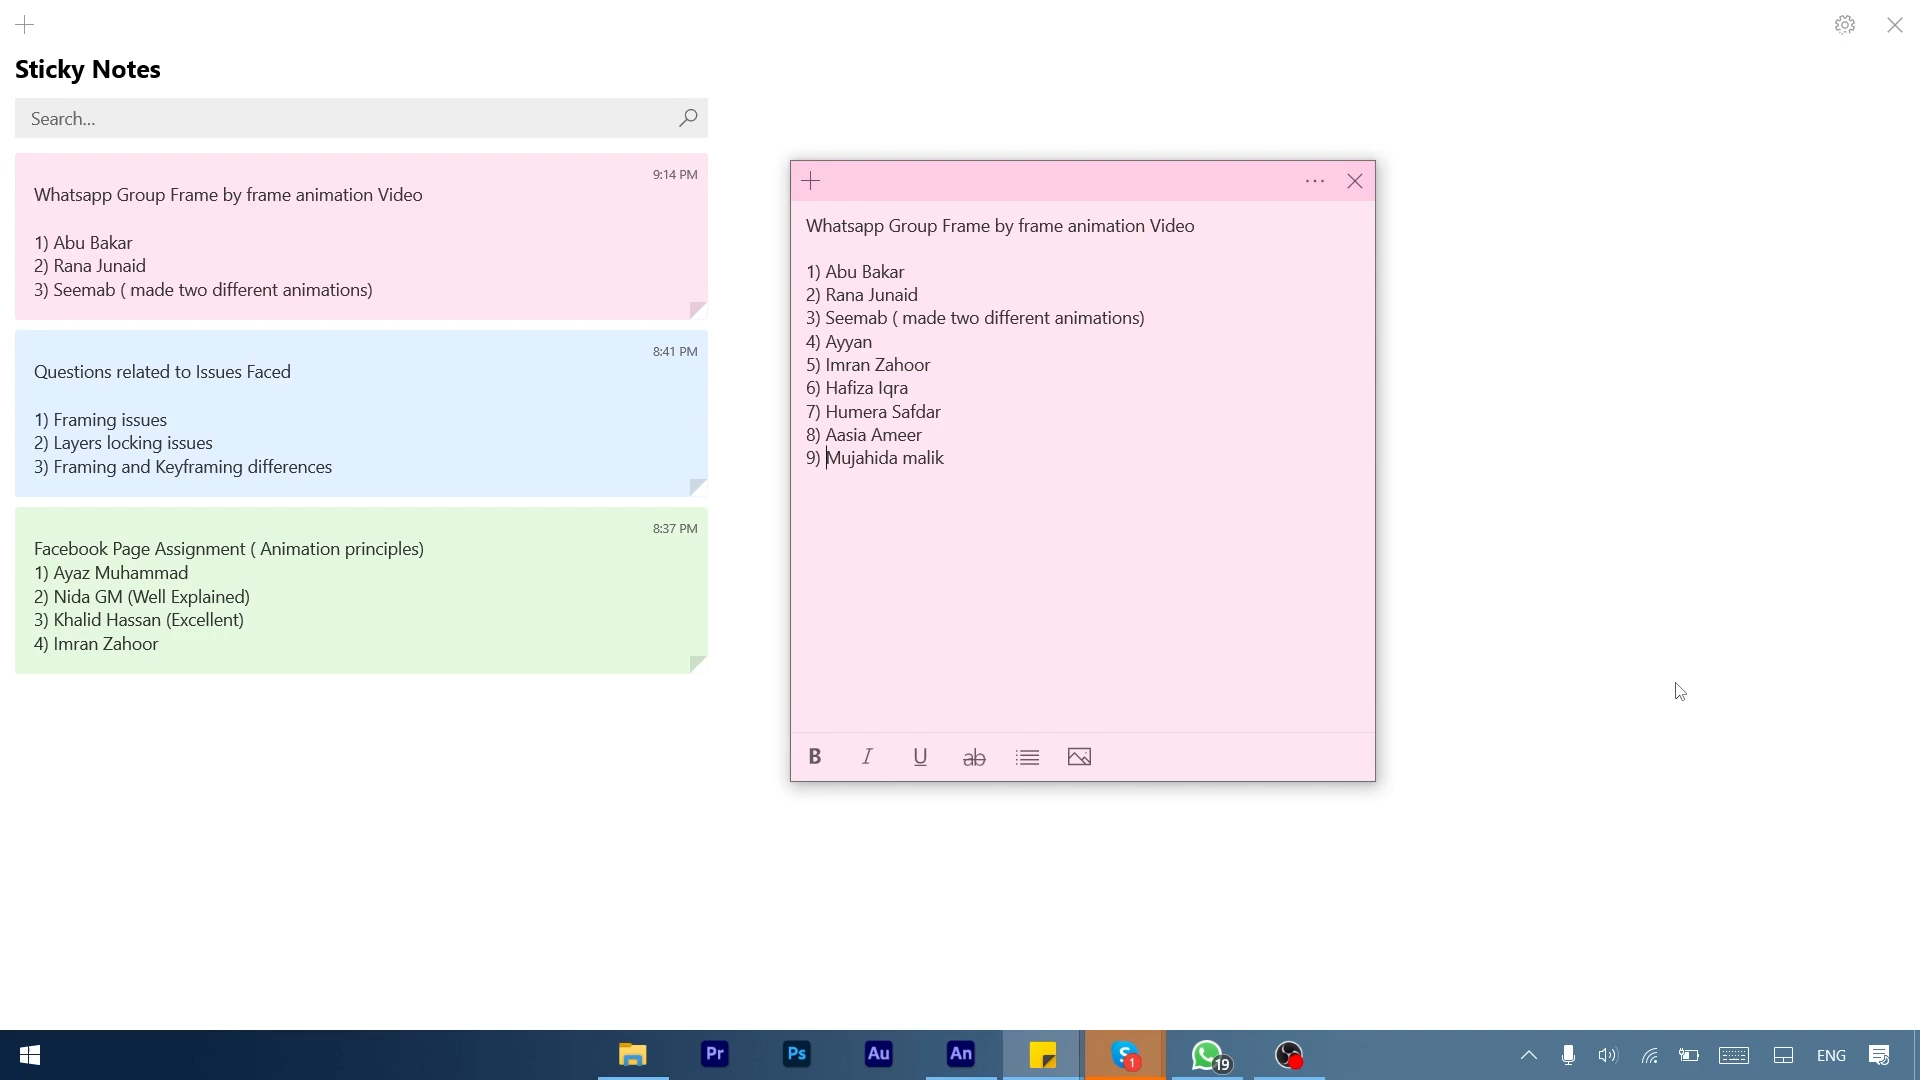 Sticky Notes
Search...
9:14 PM
Whatsapp Group Frame by frame animation Video
1) Abu Bakar
2) Rana Junaid
3) Seemab ( made two different animations)
8:41 PM
Questions related to Issues Faced
1) Framing issues
2) Layers locking issues
3) Framing and Keyframing differences
8:37 PM
Facebook Page Assignment ( Animation principles)
1) Ayaz Muhammad
2) Nida GM (Well Explained)
3) Khalid Hassan (Excellent)
4) Imran Zahoor
Whatsapp Group Frame by frame animation Video
1) Abu Bakar
2) Rana Junaid
3) Seemab ( made two different animations)
4) Ayyan
5) Imran Zahoor
6) Hafiza Iqra
7) Humera Safdar
8) Aasia Ameer
9) Mujahida malik
B I U ab
Pr Ps Au An S 1 19 ENG